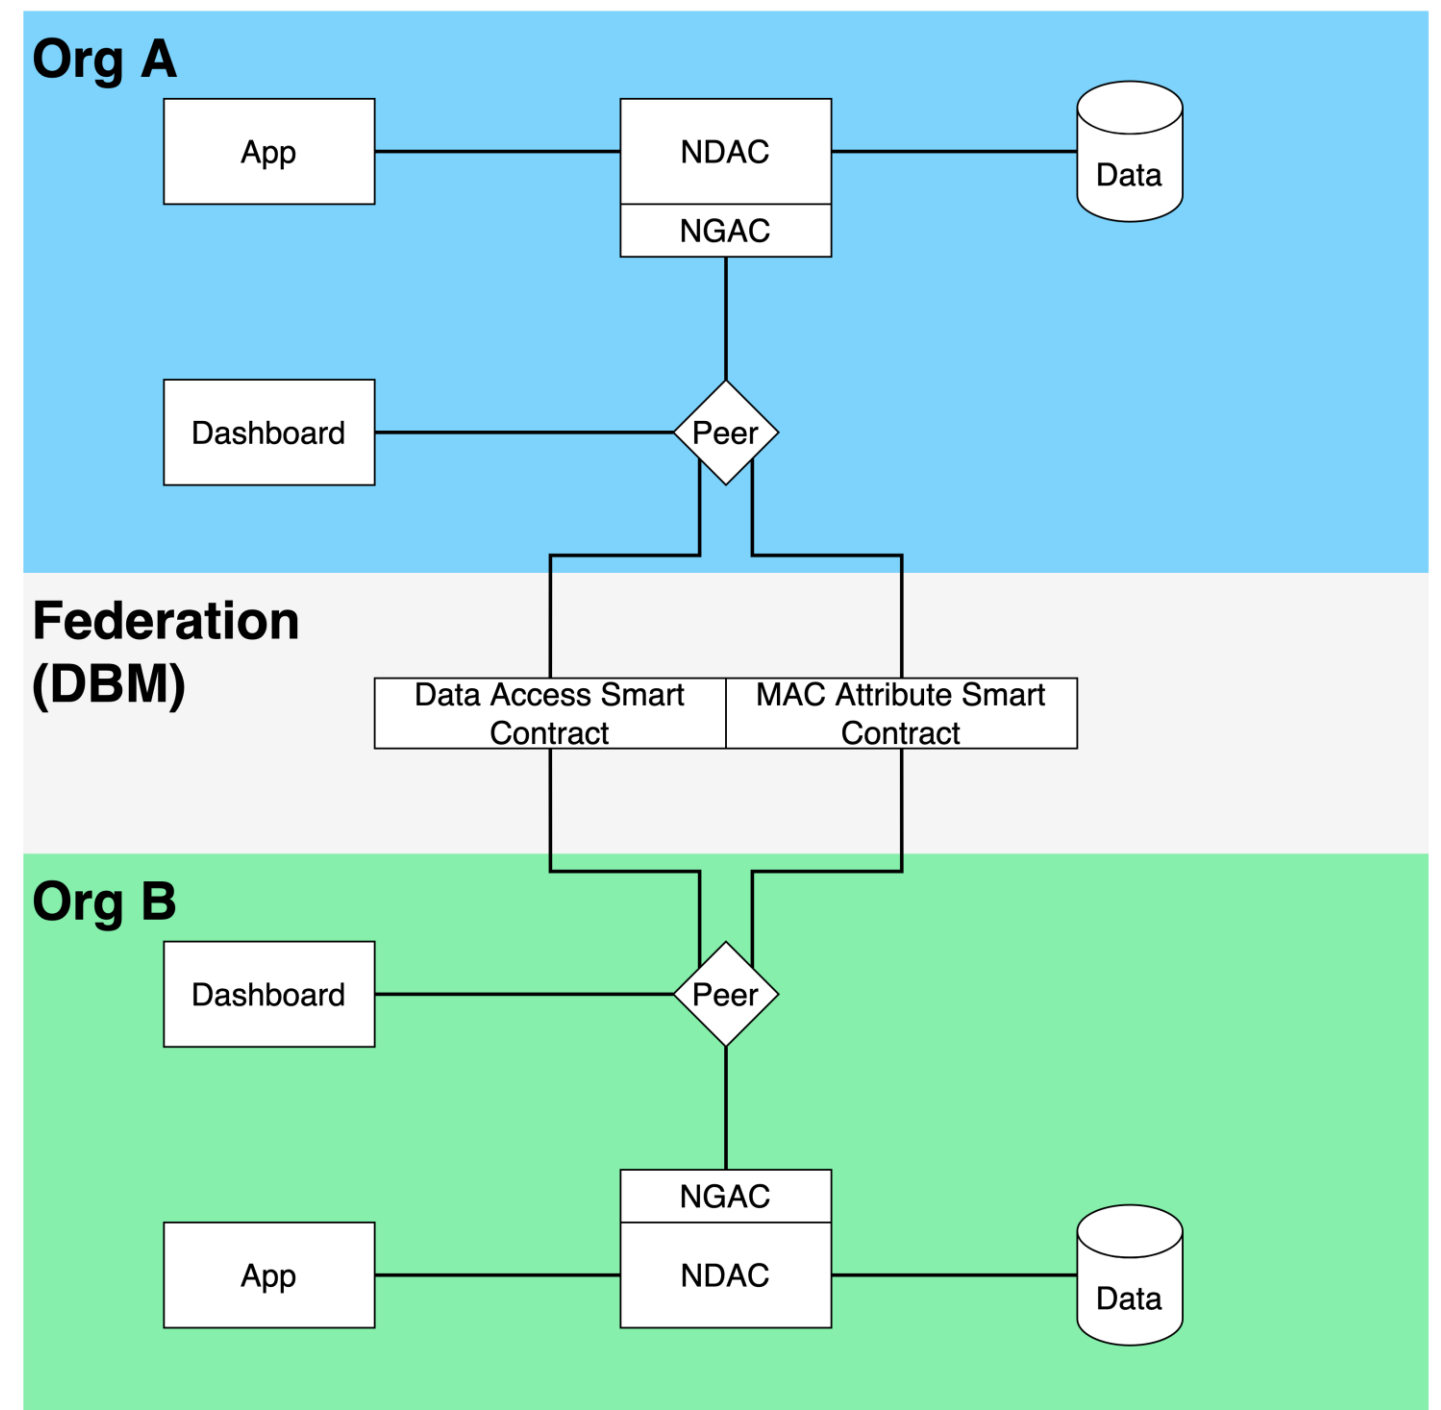 Org A
App
NDAC
Data
NGAC
Dashboard
Peer
Federation
(DBM)
Data Access Smart
Contract
MAC Attribute Smart
Contract
Org B
Dashboard
Peer
NGAC
App
NDAC
Data